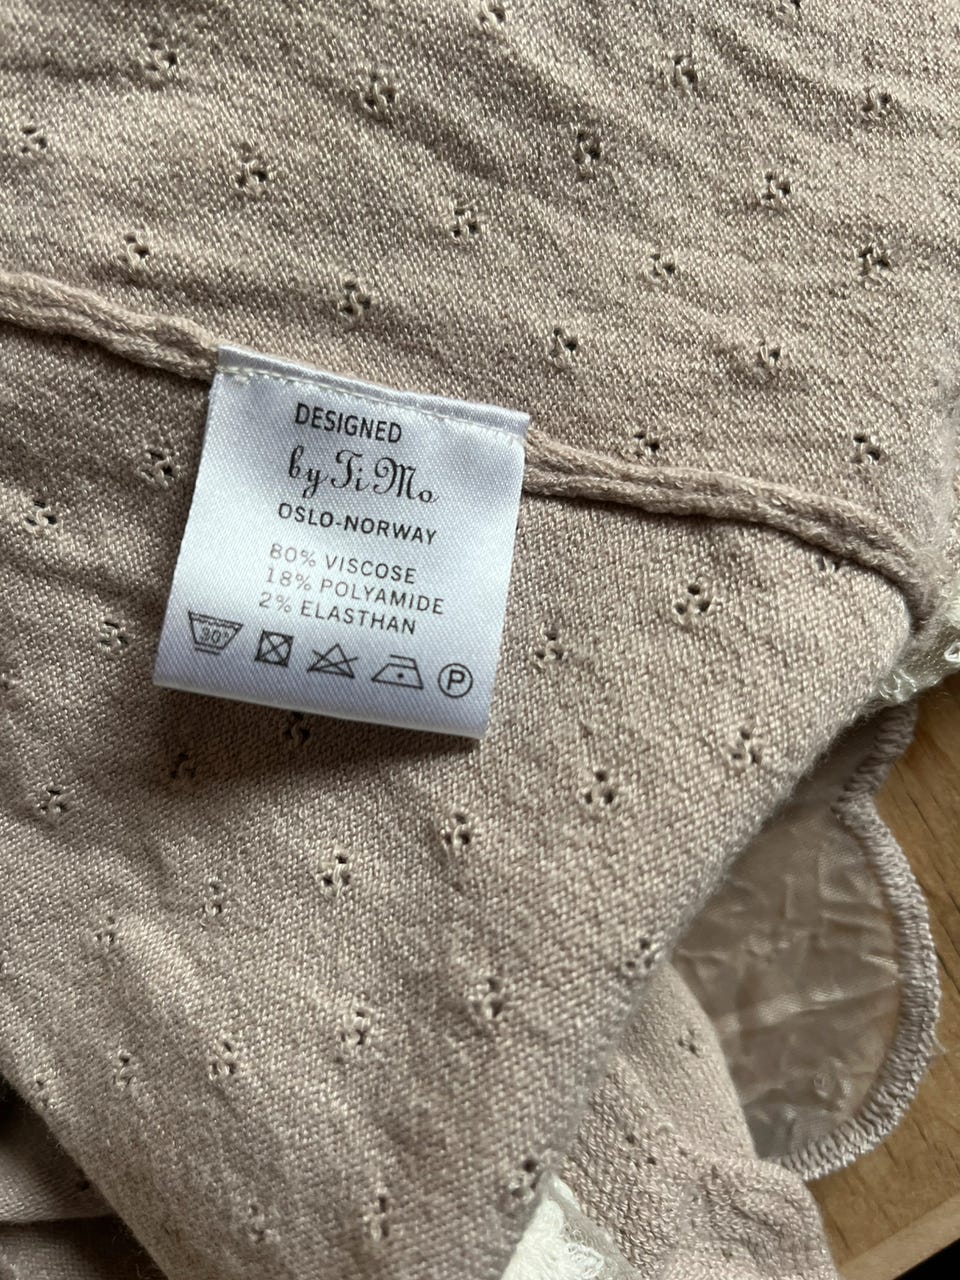 DESIGNED
by Ti Mo
OSLO-NORWAY
80% VISCOSE
18% POLYAMIDE
2% ELASTHAN
30° P